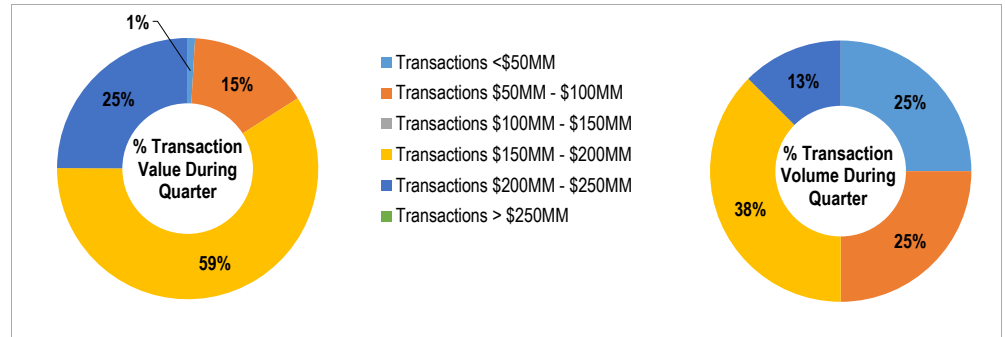 1%
15%
25%
59%
% Transaction
Value During
Quarter
Transactions <$50MM
Transactions $50MM - $100MM
Transactions $100MM - $150MM
Transactions $150MM - $200MM
Transactions $200MM - $250MM
Transactions > $250MM
13%
25%
38%
25%
% Transaction
Volume During
Quarter